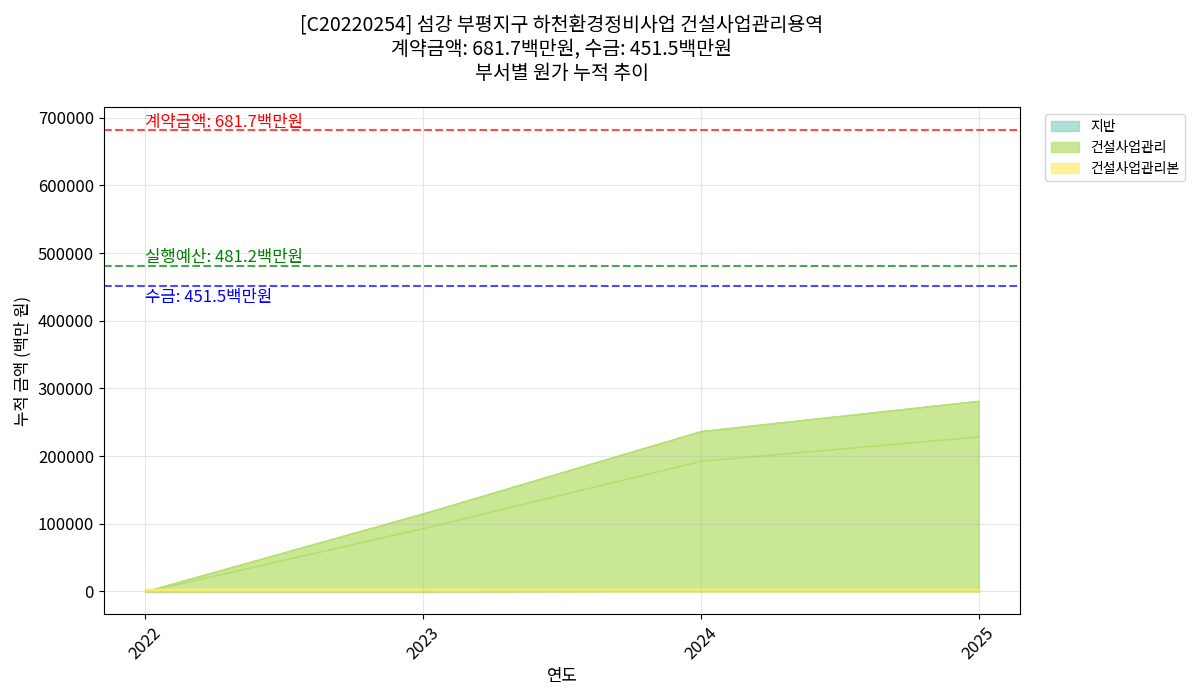 [C20220254] 섬강 부평지구 하천환경정비사업 건설사업관리용역
계약금액: 681.7백만원, 수금: 451.5백만원
부서별 원가 누적 추이
700000
600000
500000
400000
300000
200000
100000
0
누적 금액 (백만 원)
계약금액: 681.7백만원
실행예산: 481.2백만원
수금: 451.5백만원
지반
건설사업관리
건설사업관리본
2022
2023
2024
2025
연도